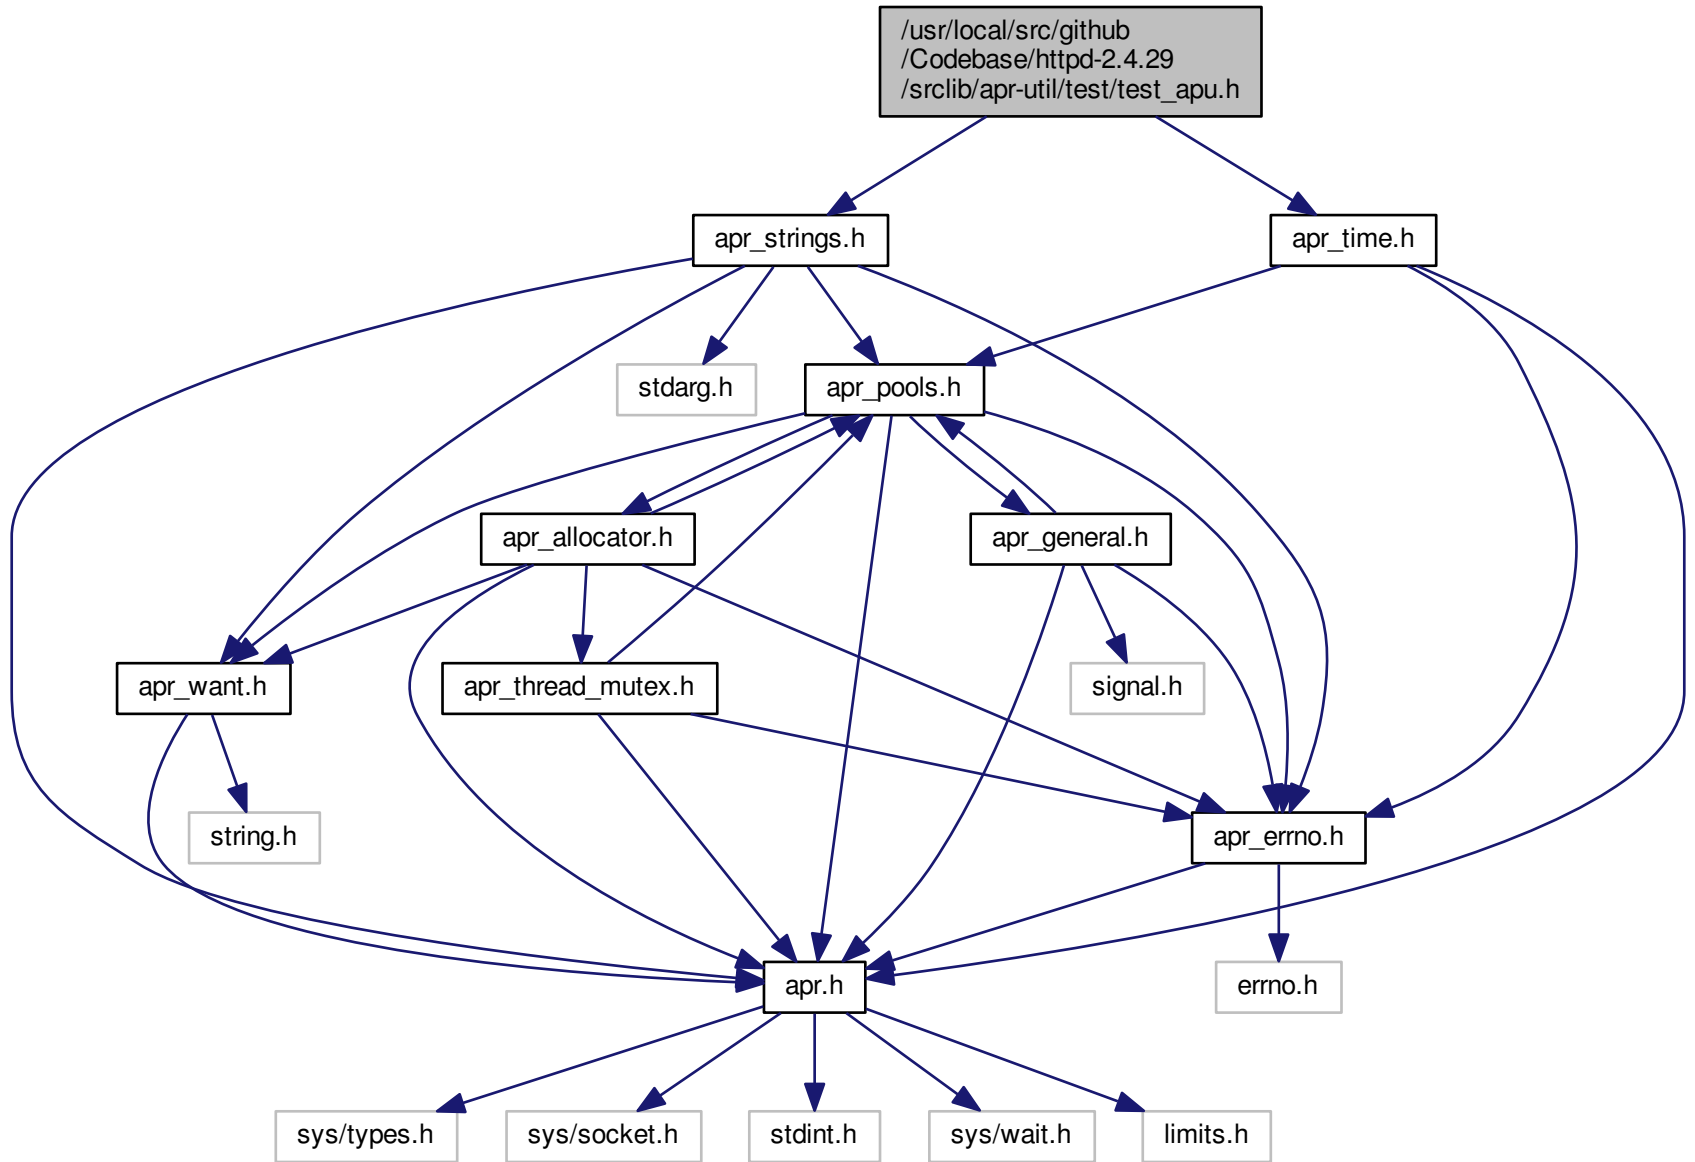 /usr/local/src/github
/Codebase/httpd-2.4.29
/srclib/apr-util/test/test_apu.h
apr_strings.h
apr_time.h
stdarg.h
apr_pools.h
apr_allocator.h
apr_general.h
apr_want.h
apr_thread_mutex.h
signal.h
string.h
apr_errno.h
apr.h
errno.h
sys/types.h
sys/socket.h
stdint.h
sys/wait.h
limits.h